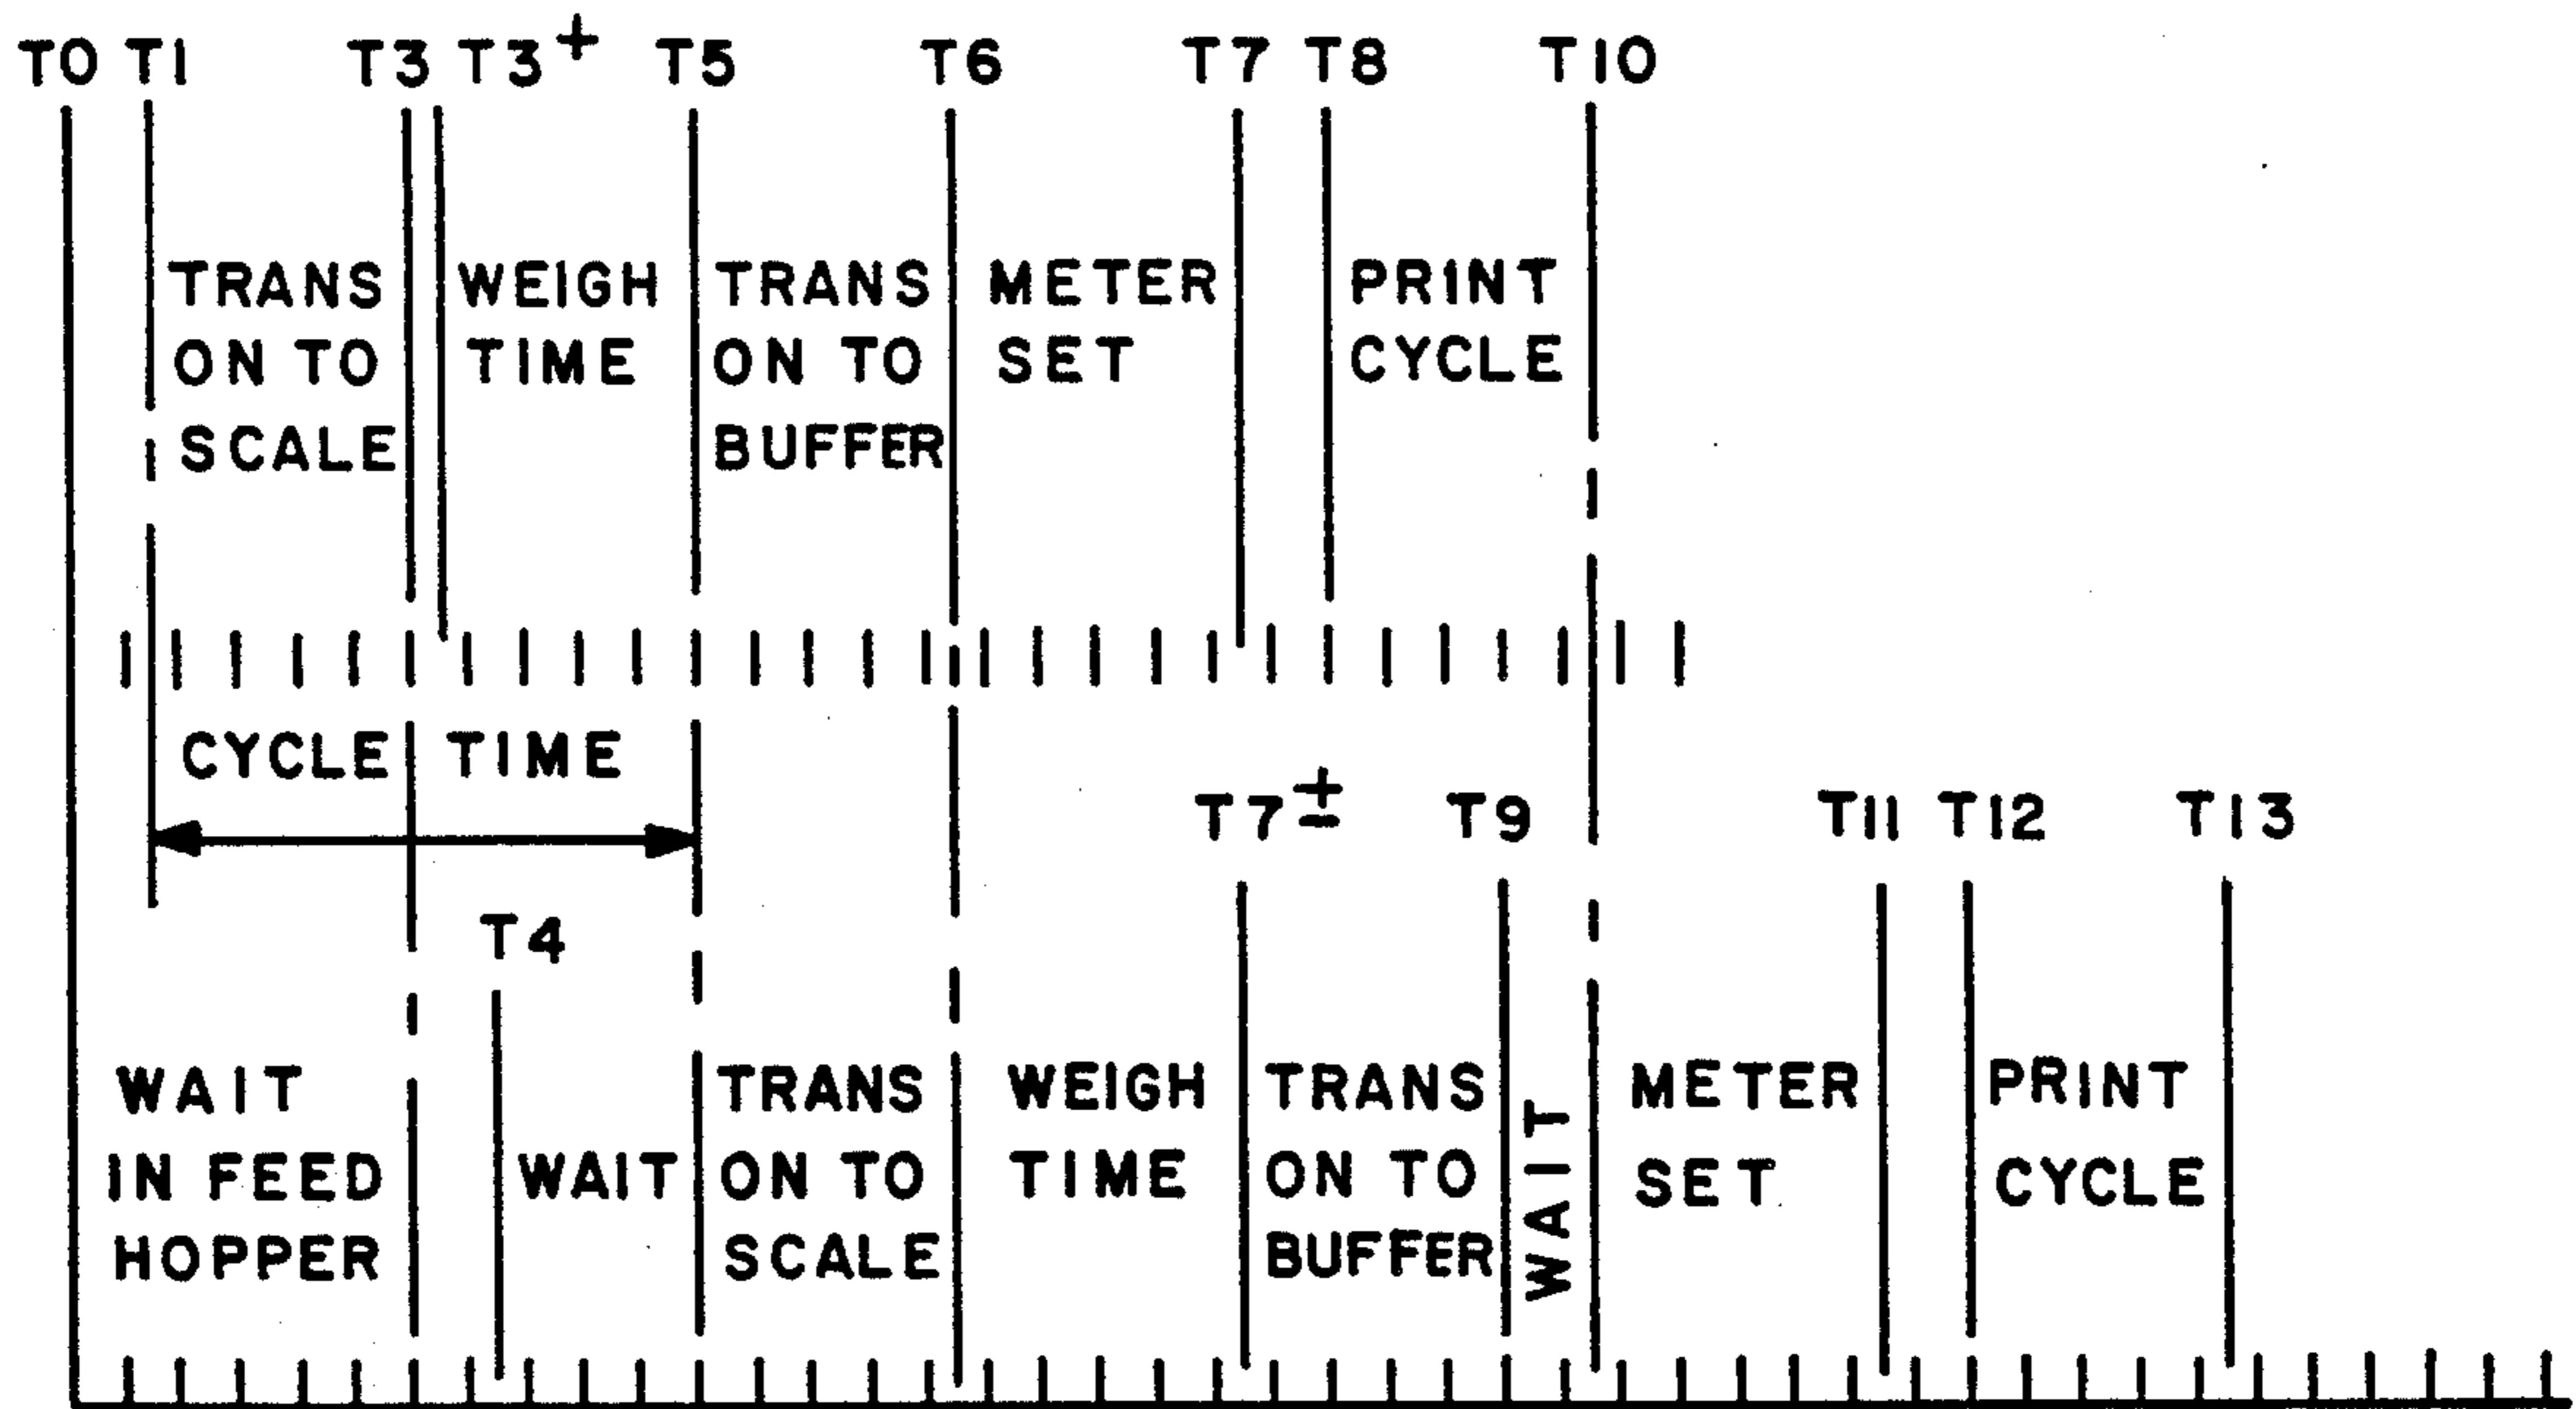 T0 T1 T3 T3+ T5 T6 T7 T8 T10
TRANS
ON TO
SCALE
WEIGH
TIME
TRANS
ON TO
BUFFER
METER
SET
PRINT
CYCLE
CYCLE TIME
T7± T9 T11 T12 T13
T4
WAIT
IN FEED
HOPPER
WAIT
TRANS
ON TO
SCALE
WEIGH
TIME
TRANS
ON TO
BUFFER
WAIT
METER
SET
PRINT
CYCLE